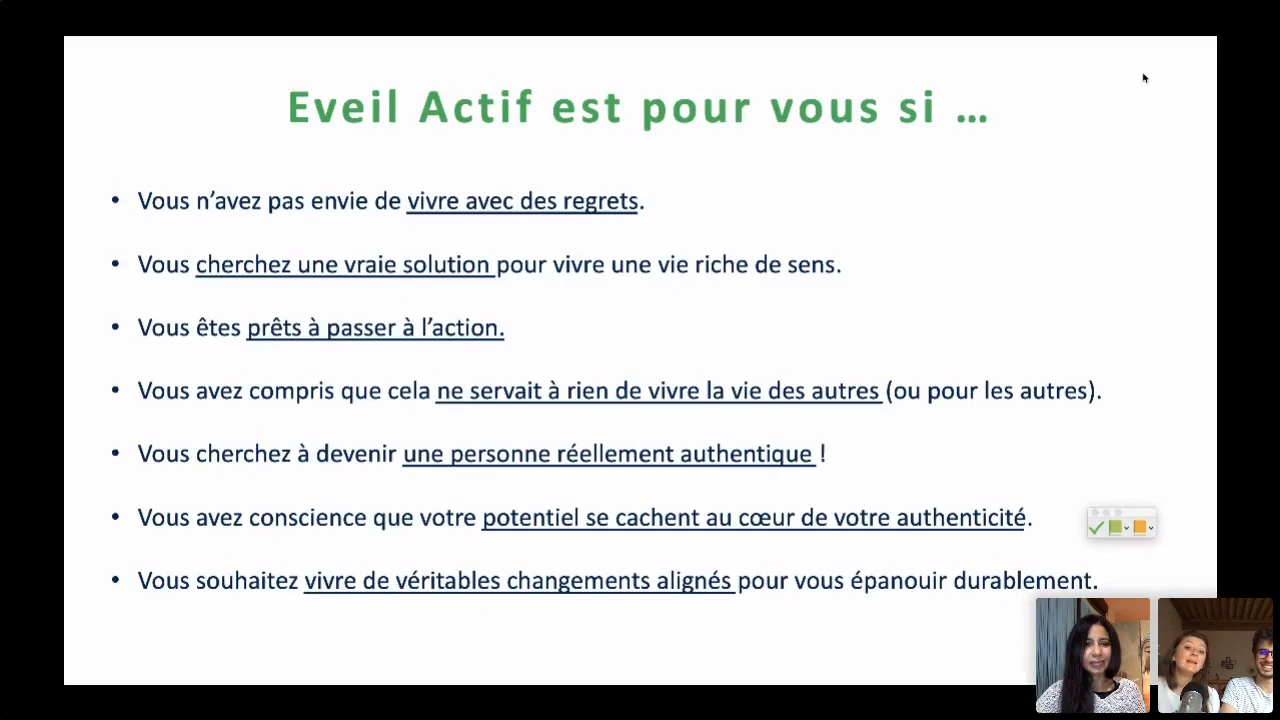 Eveil Actif est pour vous si …
• Vous n’avez pas envie de vivre avec des regrets.
• Vous cherchez une vraie solution pour vivre une vie riche de sens.
• Vous êtes prêts à passer à l’action.
• Vous avez compris que cela ne servait à rien de vivre la vie des autres (ou pour les autres).
• Vous cherchez à devenir une personne réellement authentique !
• Vous avez conscience que votre potentiel se cachent au cœur de votre authenticité.
• Vous souhaitez vivre de véritables changements alignés pour vous épanouir durablement.